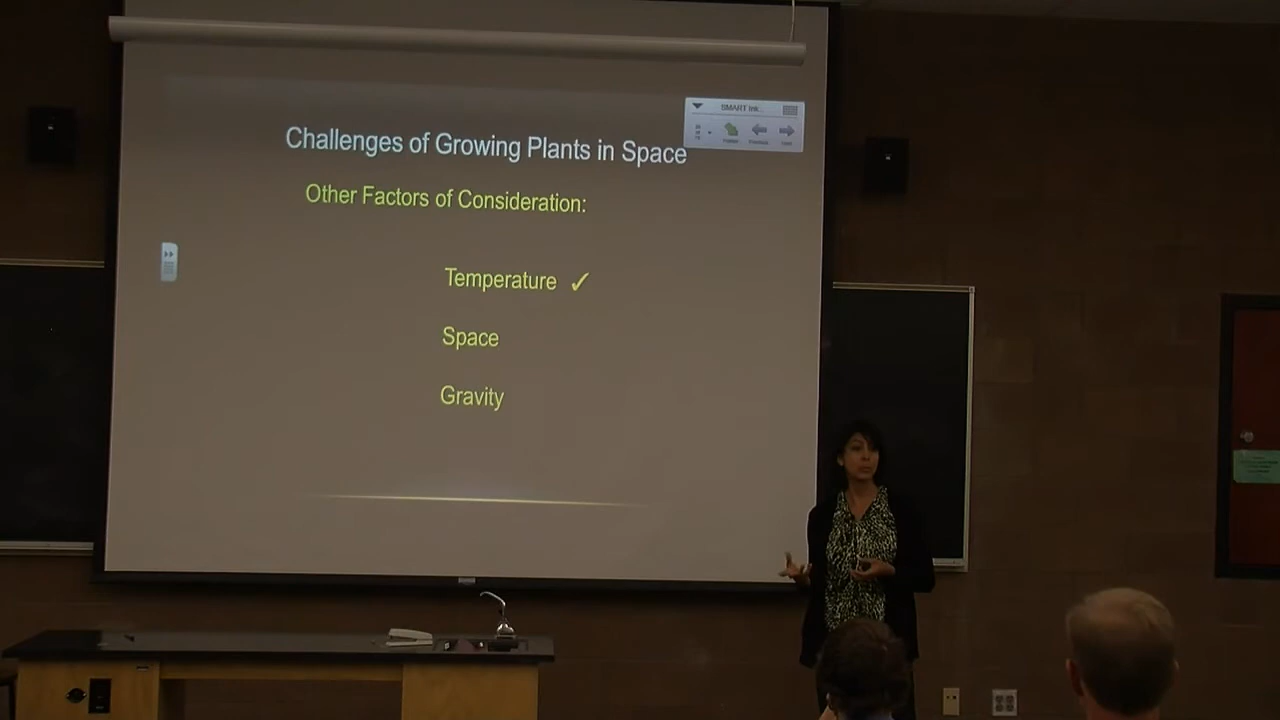 SMART Ink...
Challenges of Growing Plants in Space
Other Factors of Consideration:
Temperature ✓
Space
Gravity